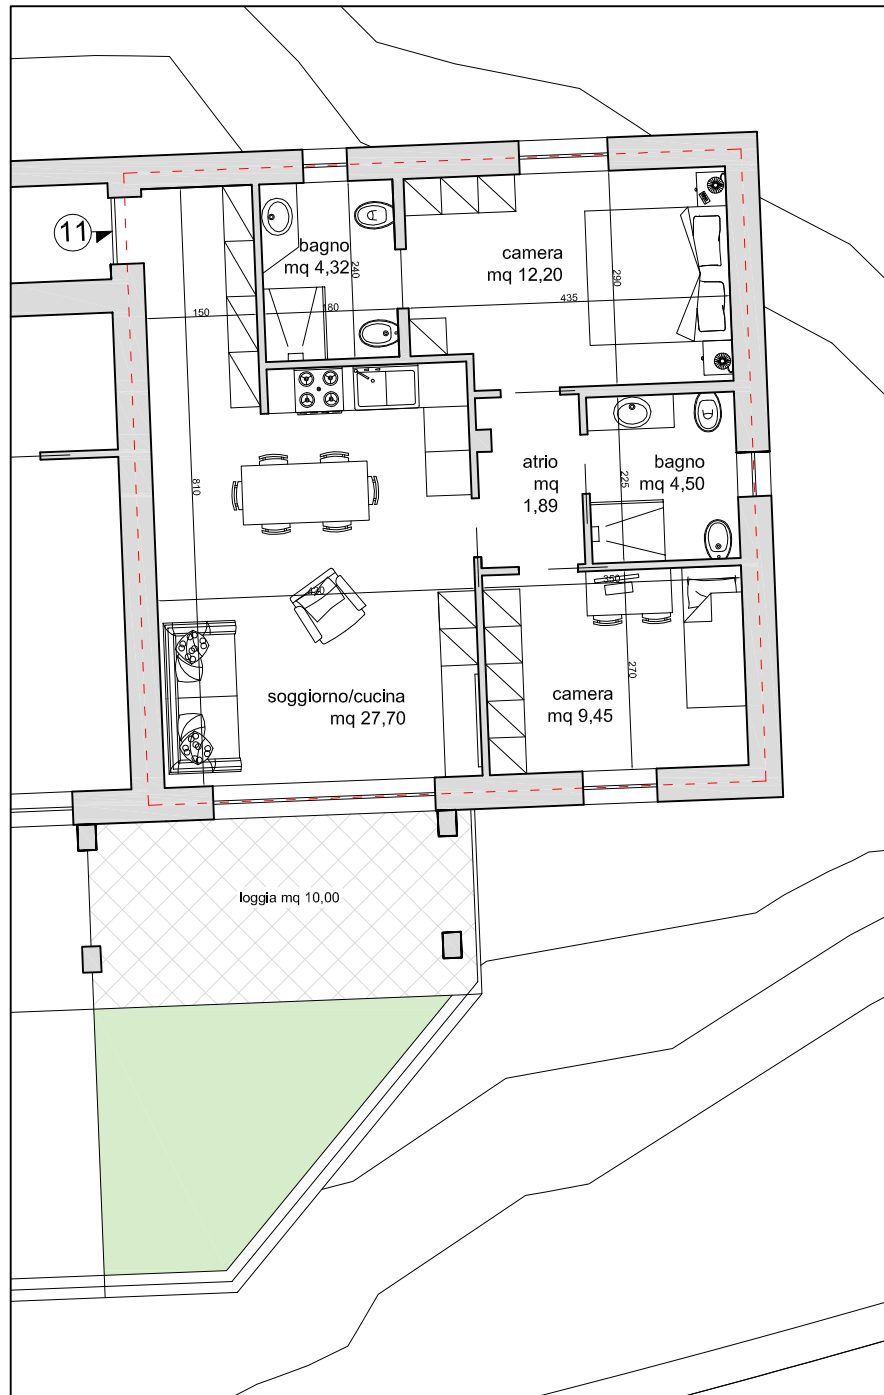 11
bagno
mq 4,32
240
180
150
camera
mq 12,20
290
435
810
atrio
mq
1,89
bagno
mq 4,50
225
350
soggiorno/cucina
mq 27,70
camera
mq 9,45
270
loggia mq 10,00